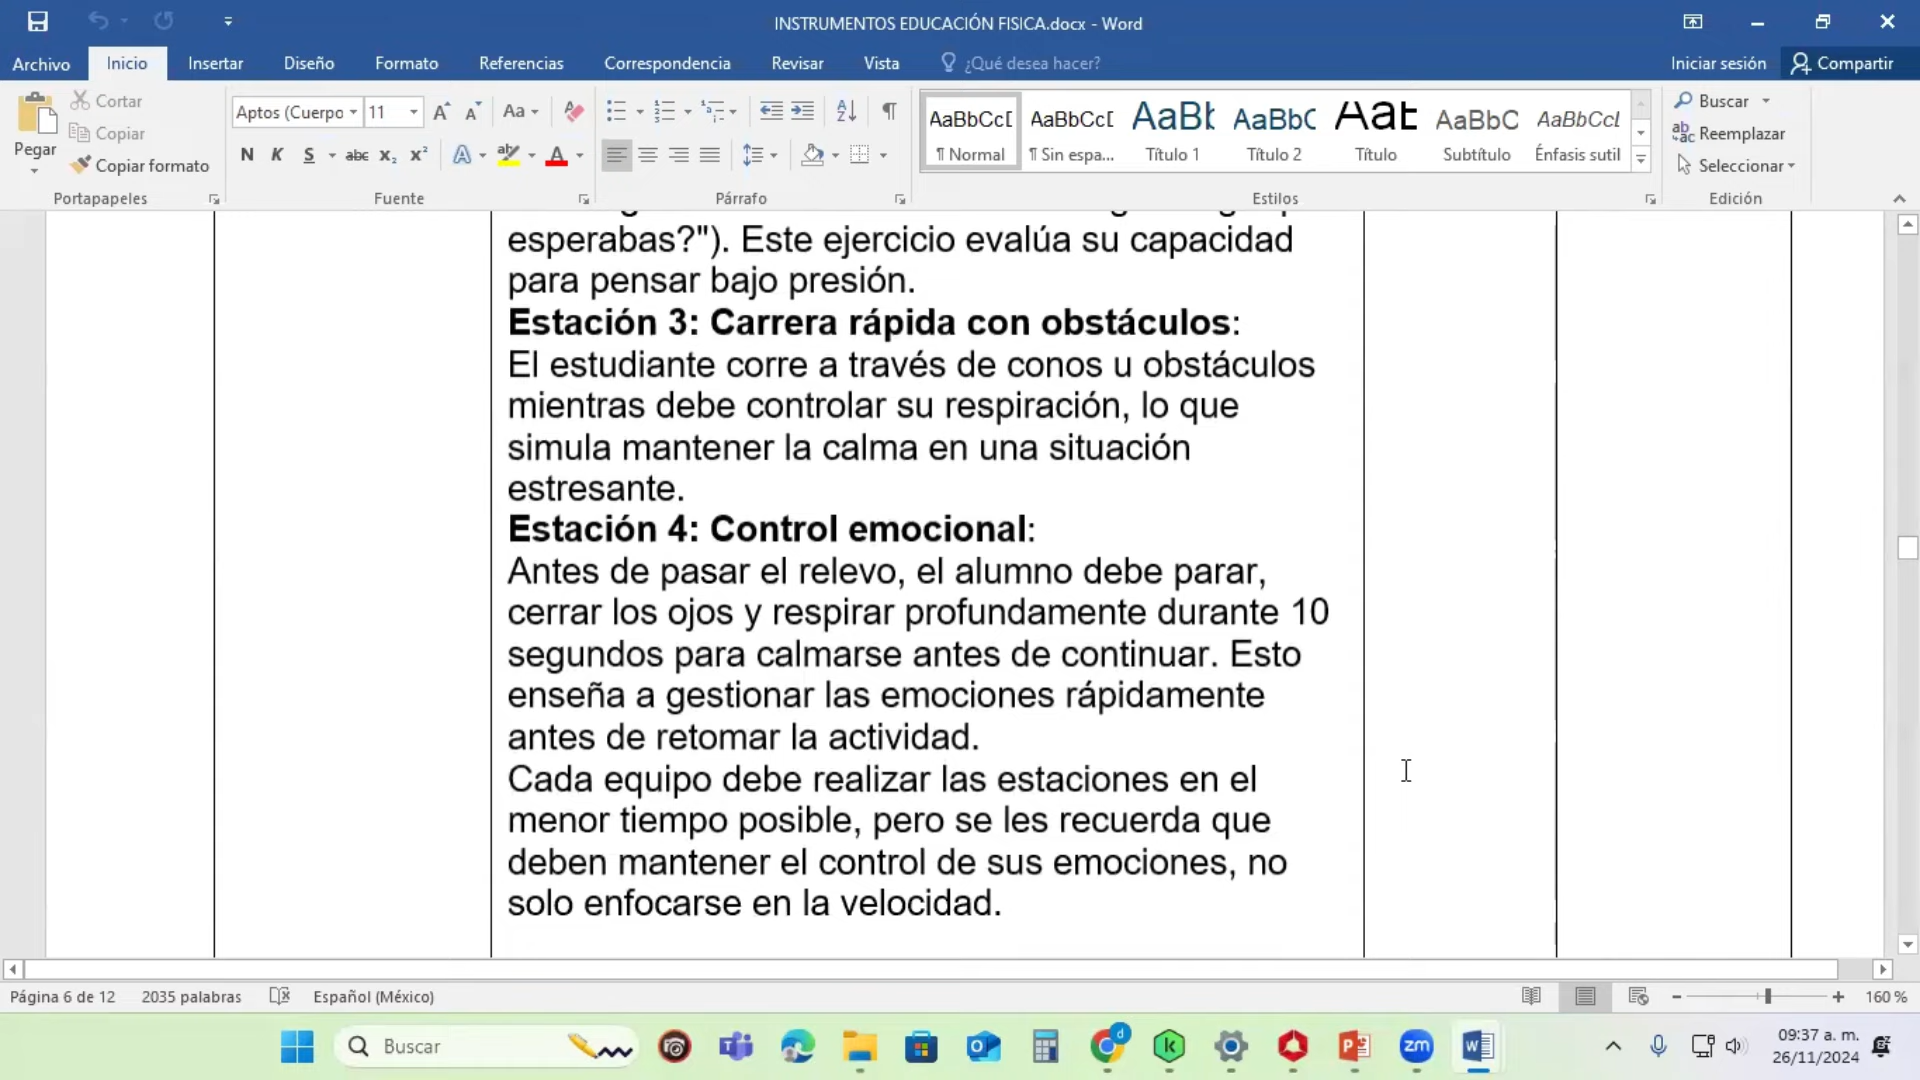 INSTRUMENTOS EDUCACIÓN FISICA.docx - Word
Archivo Inicio Insertar Diseño Formato Referencias Correspondencia Revisar Vista ¿Qué desea hacer? Iniciar sesión Compartir
Pegar
Cortar
Copiar
Copiar formato
Portapapeles
Aptos (Cuerpo 11
N K S abc x₂ x²
Fuente
Párrafo
AaBbCcD AaBbCcD AaBb AaBbC Aab AaBbC AaBbCcL
¶ Normal ¶ Sin espa... Título 1 Título 2 Título Subtítulo Énfasis sutil
Estilos
Buscar
Reemplazar
Seleccionar
Edición
esperabas?"). Este ejercicio evalúa su capacidad
para pensar bajo presión.
Estación 3: Carrera rápida con obstáculos:
El estudiante corre a través de conos u obstáculos
mientras debe controlar su respiración, lo que
simula mantener la calma en una situación
estresante.
Estación 4: Control emocional:
Antes de pasar el relevo, el alumno debe parar,
cerrar los ojos y respirar profundamente durante 10
segundos para calmarse antes de continuar. Esto
enseña a gestionar las emociones rápidamente
antes de retomar la actividad.
Cada equipo debe realizar las estaciones en el
menor tiempo posible, pero se les recuerda que
deben mantener el control de sus emociones, no
solo enfocarse en la velocidad.
Página 6 de 12 2035 palabras Español (México) 160 %
Buscar
09:37 a. m.
26/11/2024